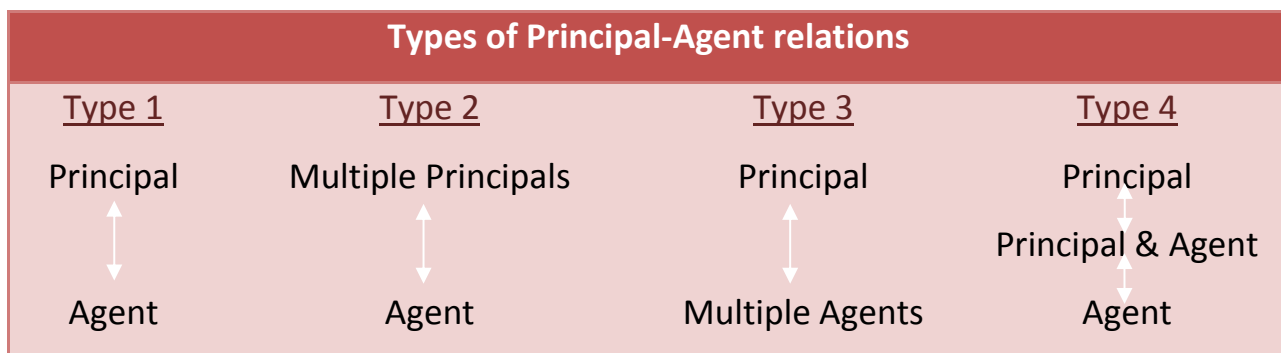 Types of Principal-Agent relations
Type 1 Type 2 Type 3 Type 4
Principal Multiple Principals Principal Principal
Principal & Agent
Agent Agent Multiple Agents Agent